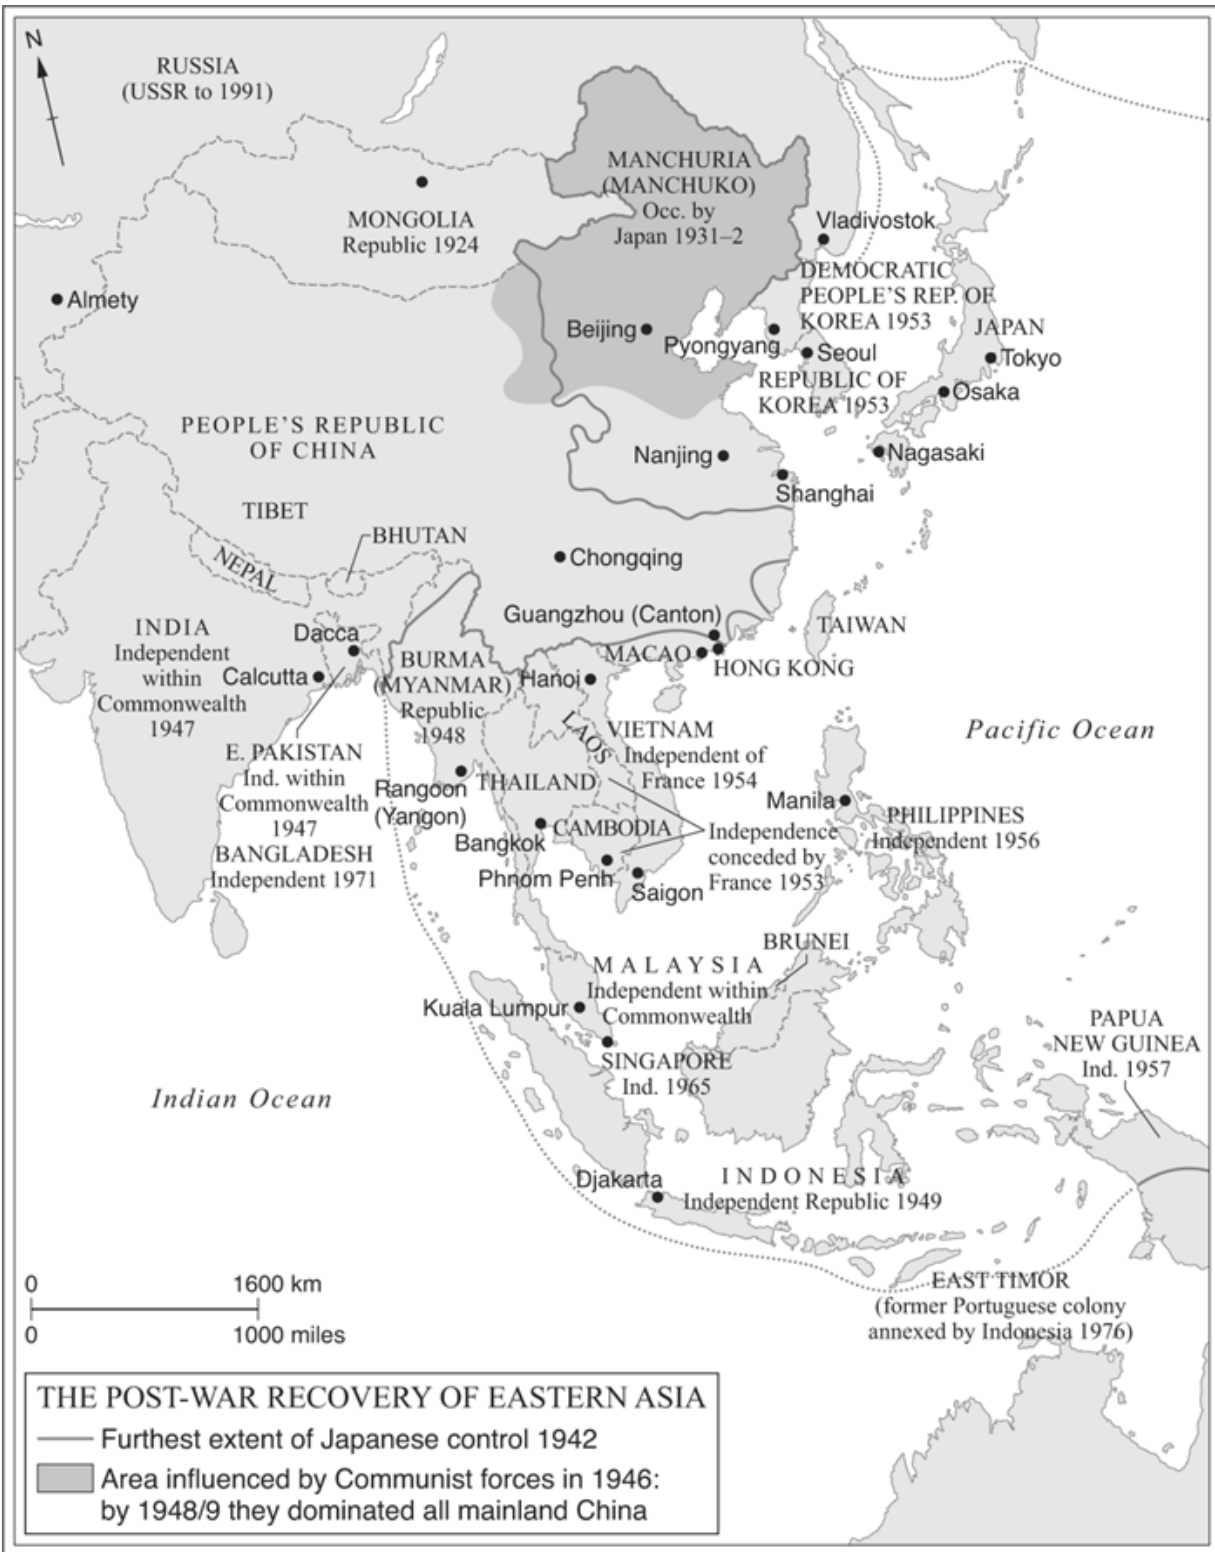 N
RUSSIA
(USSR to 1991)
MANCHURIA
(MANCHUKO)
Occ. by
Japan 1931–2
MONGOLIA
Republic 1924
Vladivostok
Almety
DEMOCRATIC
PEOPLE'S REP. OF
KOREA 1953
Beijing
Pyongyang
JAPAN
Seoul
Tokyo
REPUBLIC OF
KOREA 1953
Osaka
PEOPLE'S REPUBLIC
OF CHINA
Nanjing
Nagasaki
Shanghai
TIBET
BHUTAN
NEPAL
Chongqing
Guangzhou (Canton)
TAIWAN
INDIA
Independent
within
Commonwealth
1947
Dacca
Calcutta
BURMA
(MYANMAR)
Republic
1948
MACAO
HONG KONG
Hanoi
LAOS
VIETNAM
Independent of
France 1954
Pacific Ocean
E. PAKISTAN
Ind. within
Commonwealth
1947
BANGLADESH
Independent 1971
Rangoon
(Yangon)
THAILAND
Manila
PHILIPPINES
Independent 1956
Bangkok
CAMBODIA
Independence
conceded by
France 1953
Phnom Penh
Saigon
BRUNEI
MALAYSIA
Independent within
Commonwealth
Kuala Lumpur
SINGAPORE
Ind. 1965
PAPUA
NEW GUINEA
Ind. 1957
Indian Ocean
Djakarta
INDONESIA
Independent Republic 1949
EAST TIMOR
(former Portuguese colony
annexed by Indonesia 1976)
0 1600 km
0 1000 miles
THE POST-WAR RECOVERY OF EASTERN ASIA
Furthest extent of Japanese control 1942
Area influenced by Communist forces in 1946:
by 1948/9 they dominated all mainland China